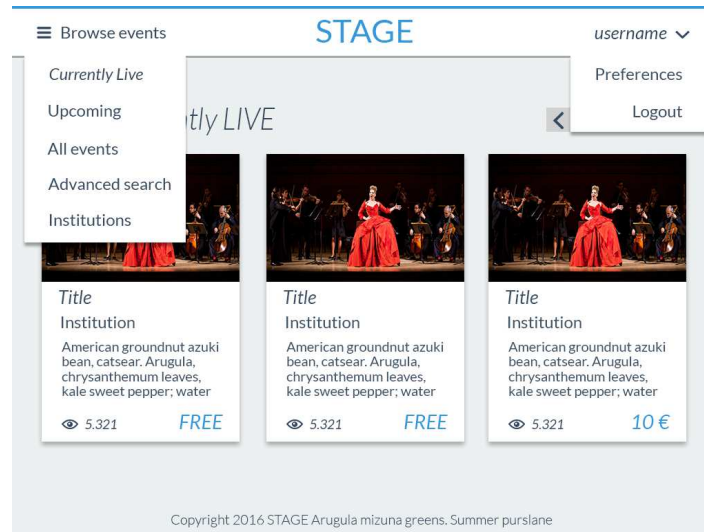 Browse events
STAGE
username
Currently Live
Upcoming
All events
Advanced search
Institutions
Preferences
Logout
tly LIVE
Title
Institution
American groundnut azuki
bean, catsear. Arugula,
chrysanthemum leaves,
kale sweet pepper; water
5.321 FREE
Title
Institution
American groundnut azuki
bean, catsear. Arugula,
chrysanthemum leaves,
kale sweet pepper; water
5.321 FREE
Title
Institution
American groundnut azuki
bean, catsear. Arugula,
chrysanthemum leaves,
kale sweet pepper; water
5.321 10 €
Copyright 2016 STAGE Arugula mizuna greens. Summer purslane